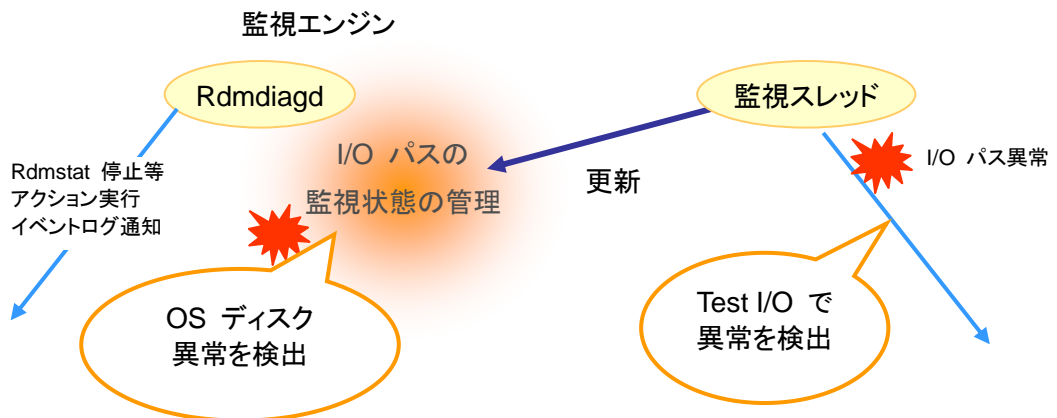 監視エンジン
Rdmdiagd
監視スレッド
I/O パスの
監視状態の管理
更新
I/O パス異常
Rdmstat 停止等
アクション実行
イベントログ通知
OS ディスク
異常を検出
Test I/O で
異常を検出